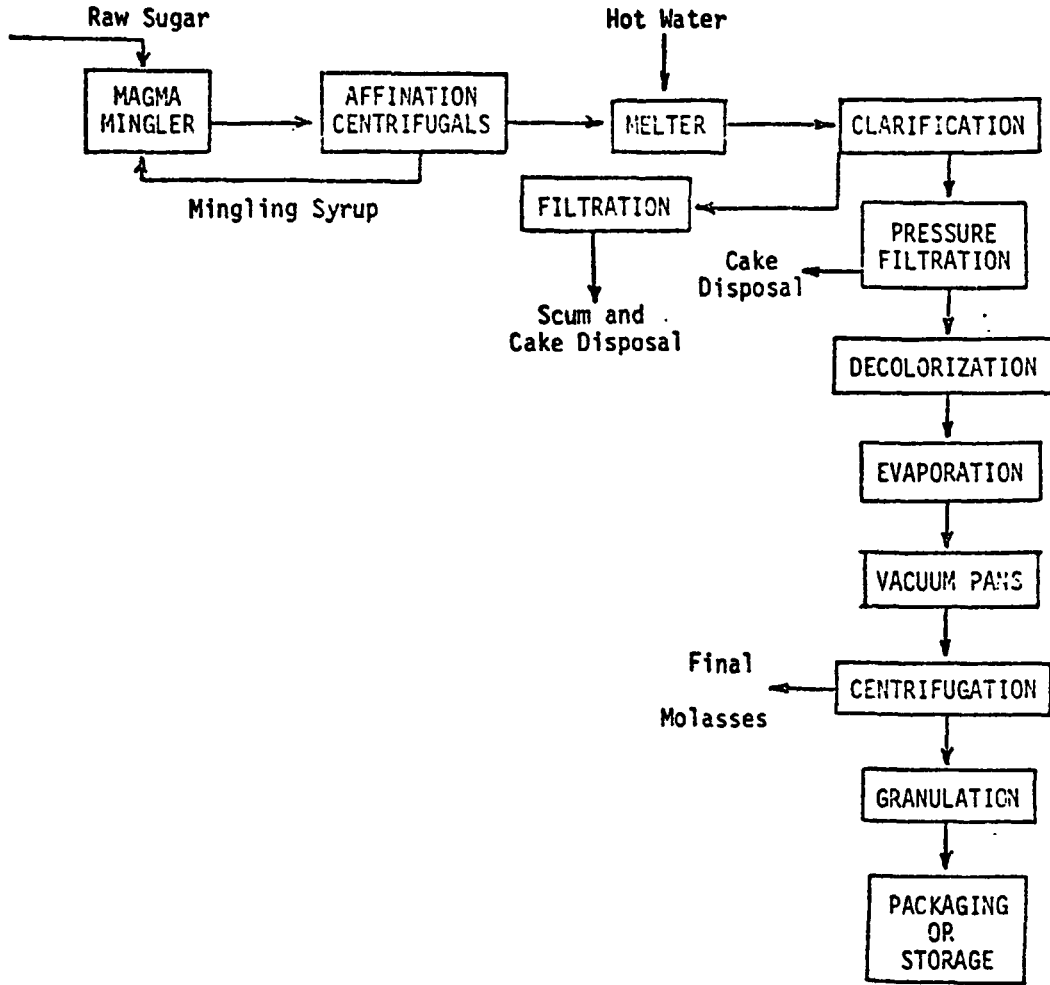 Raw Sugar
Hot Water
MAGMA
MINGLER
AFFINATION
CENTRIFUGALS
MELTER
CLARIFICATION
Mingling Syrup
FILTRATION
PRESSURE
FILTRATION
Cake
Disposal
Scum and
Cake Disposal
DECOLORIZATION
EVAPORATION
VACUUM PANS
Final
Molasses
CENTRIFUGATION
GRANULATION
PACKAGING
OR
STORAGE